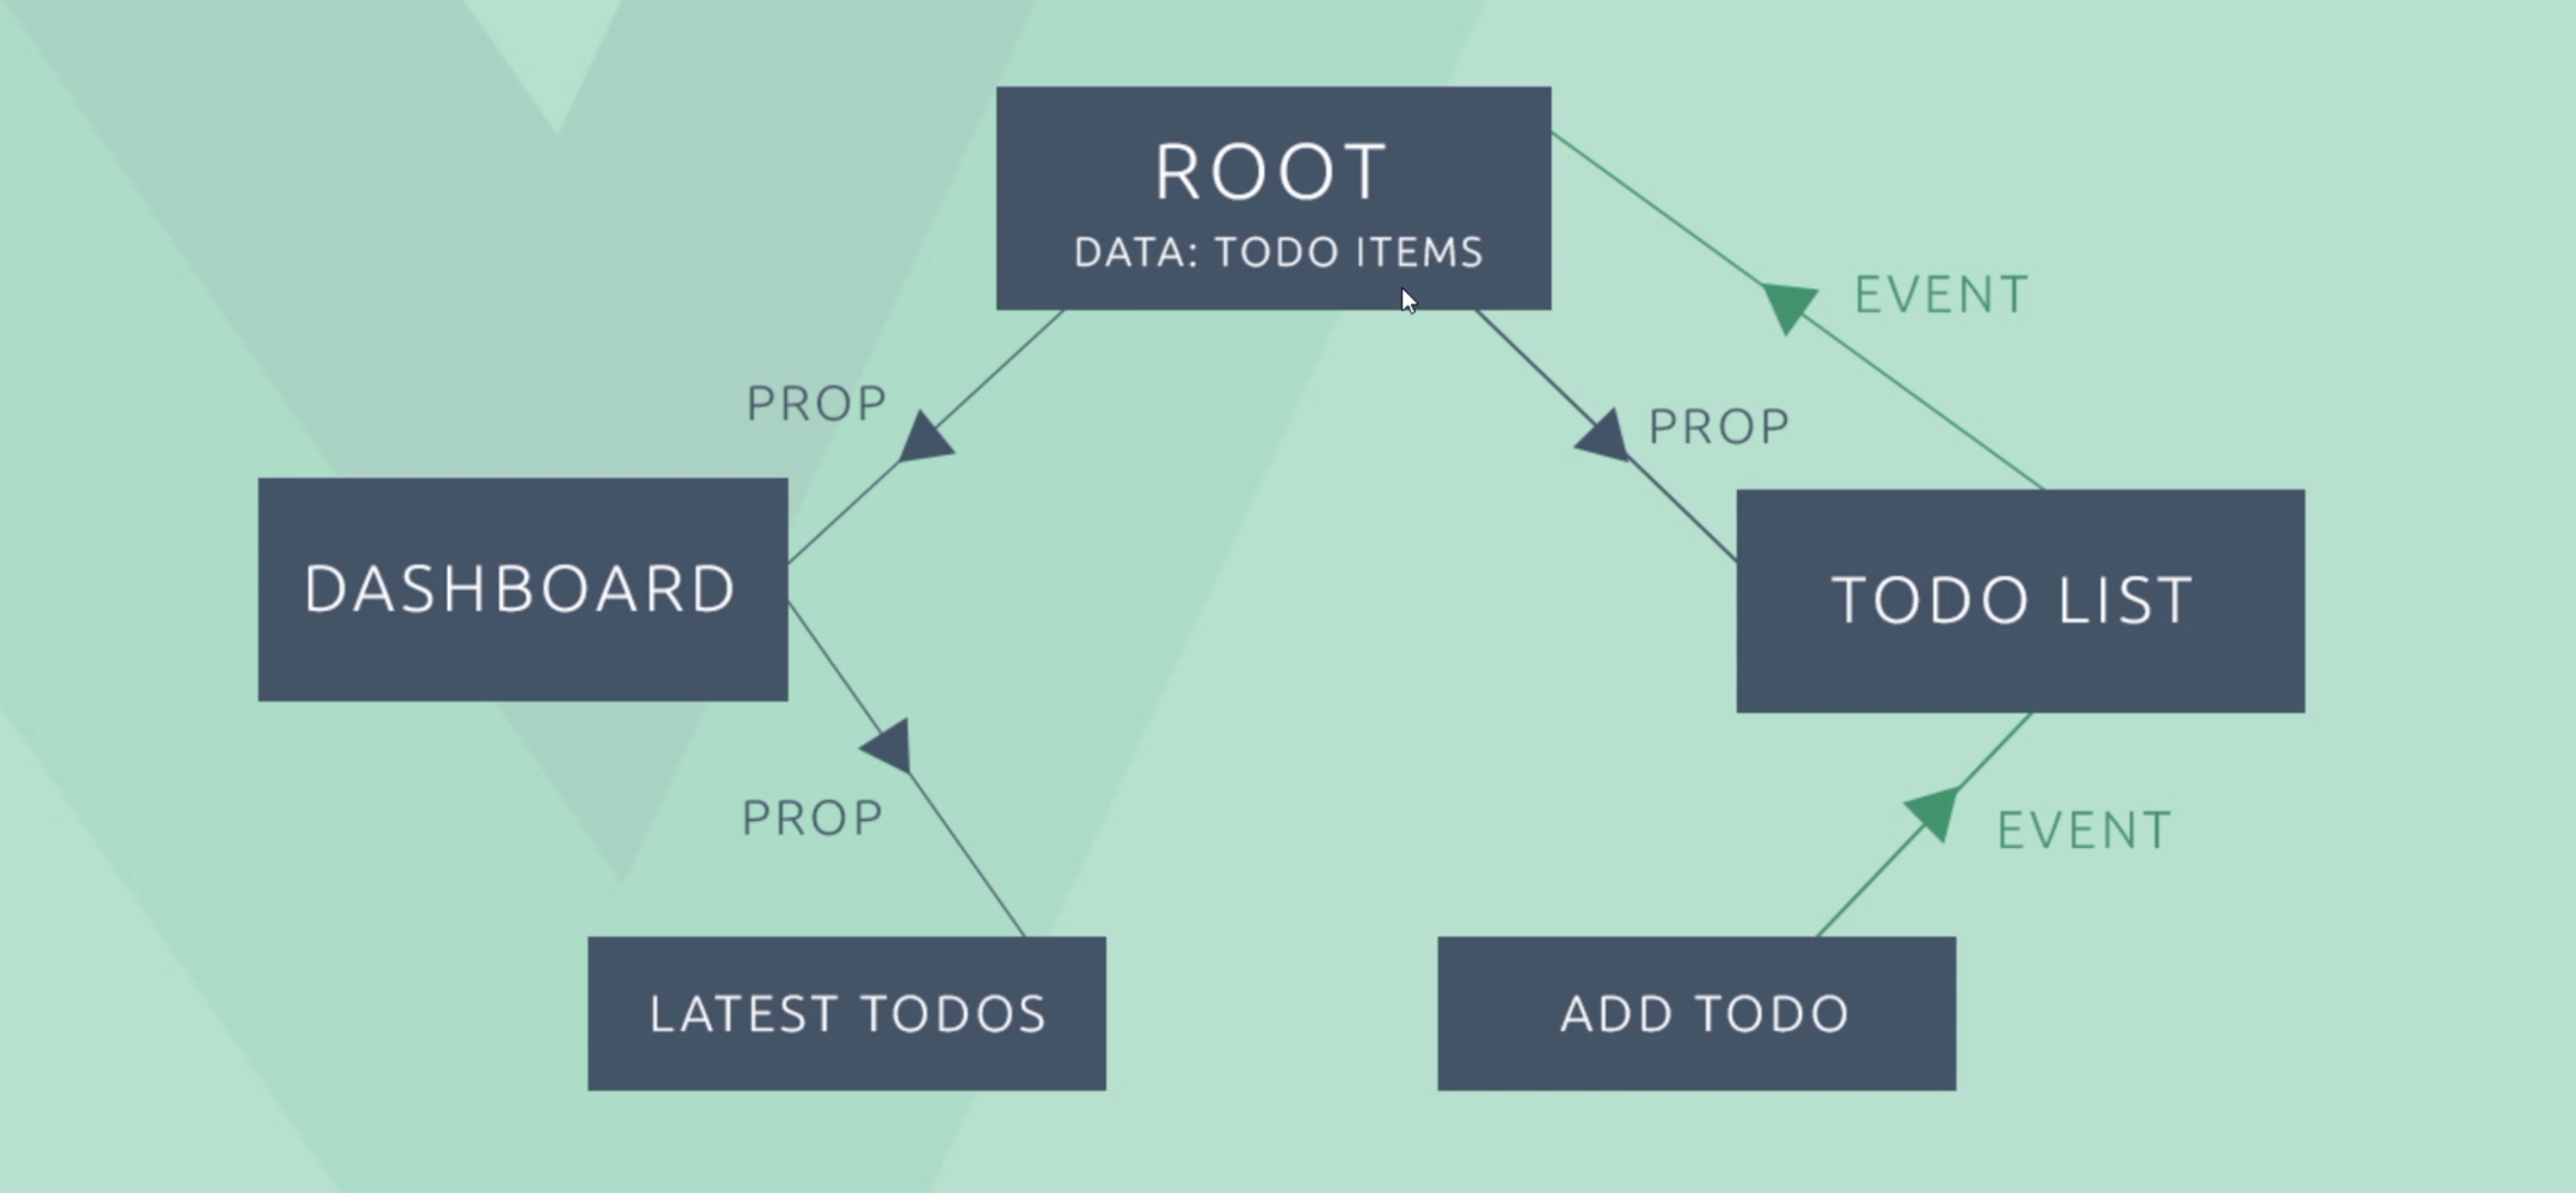 ROOT
DATA: TODO ITEMS
EVENT
PROP
PROP
DASHBOARD
TODO LIST
PROP
EVENT
LATEST TODOS
ADD TODO